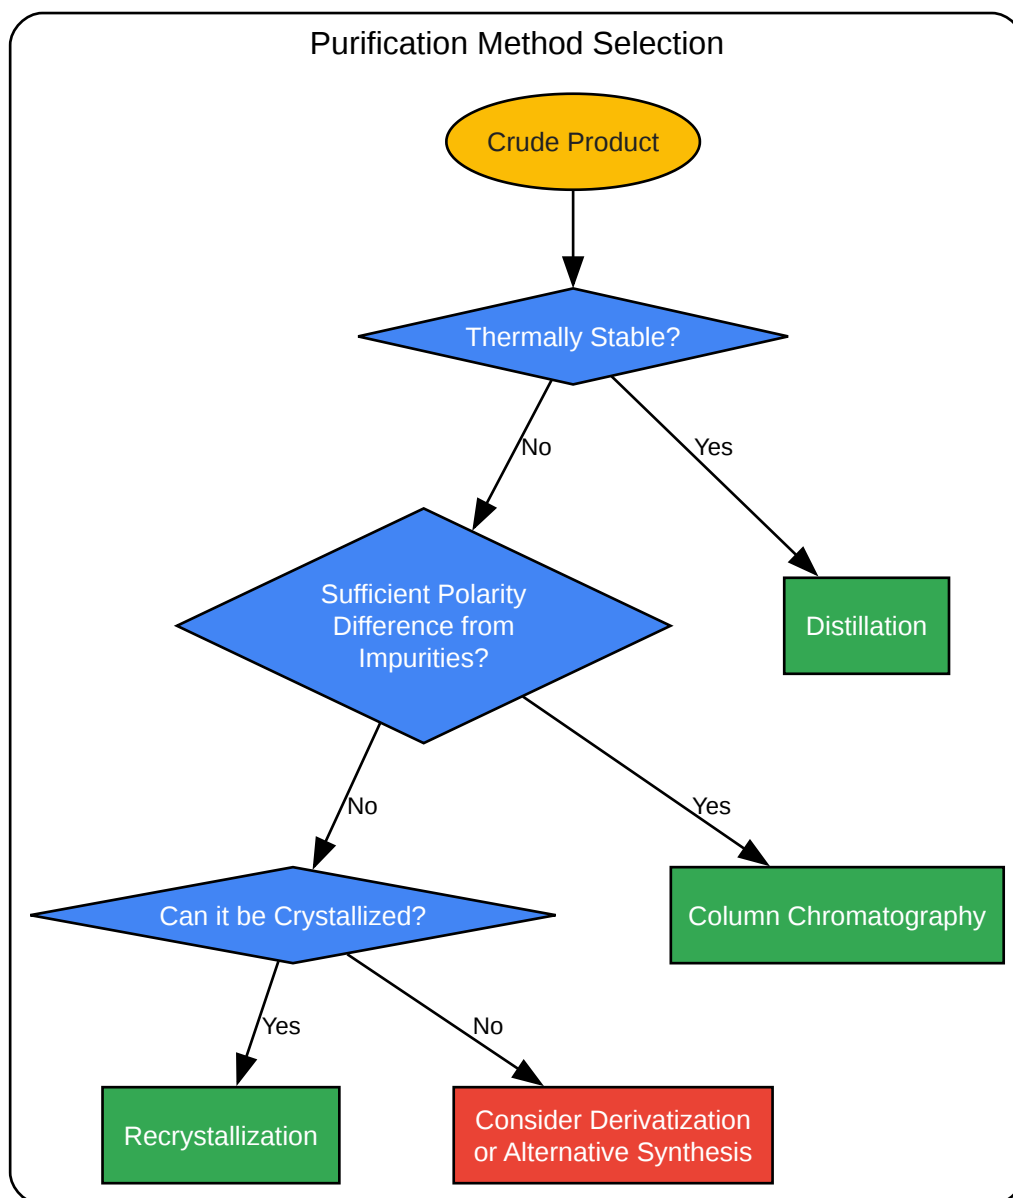 Purification Method Selection
Crude Product
Thermally Stable?
No
Yes
Sufficient Polarity
Difference from
Impurities?
Distillation
No
Yes
Can it be Crystallized?
Column Chromatography
Yes
No
Recrystallization
Consider Derivatization
or Alternative Synthesis